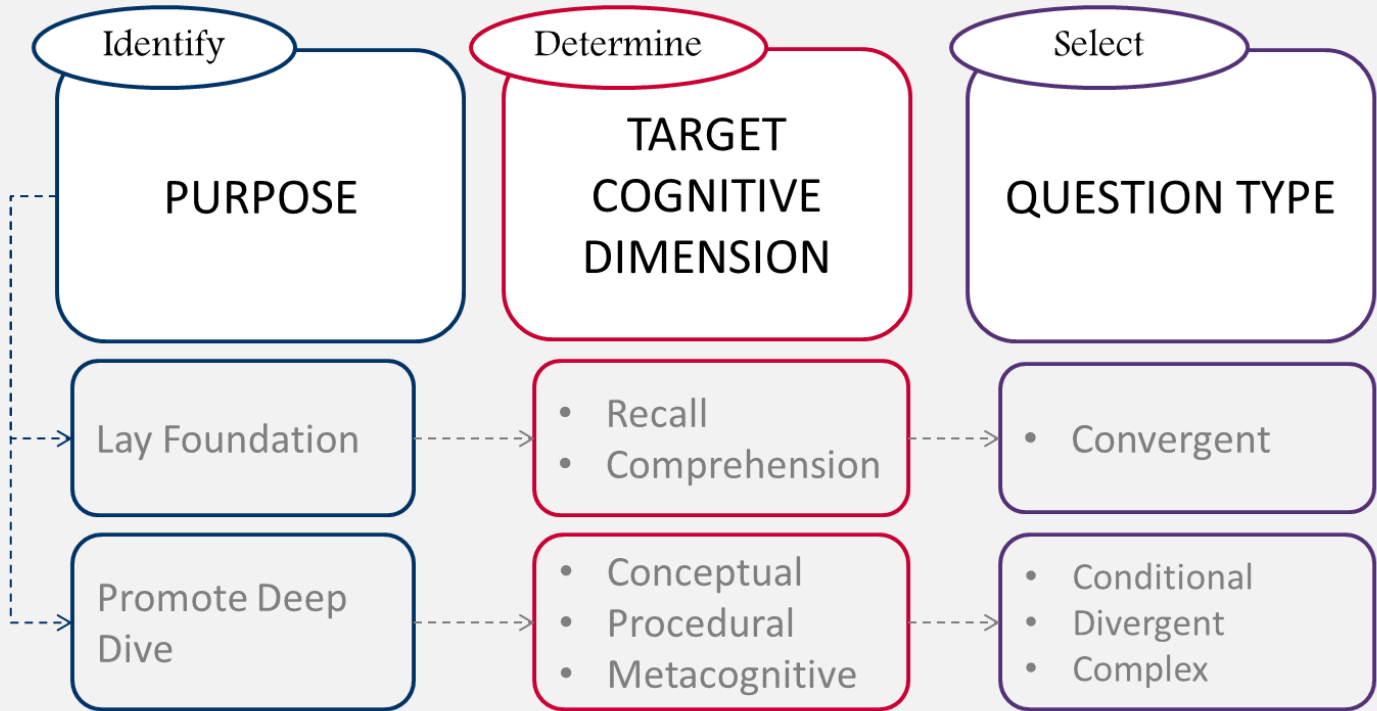 Identify
Determine
Select
PURPOSE
TARGET
COGNITIVE
DIMENSION
QUESTION TYPE
Lay Foundation
• Recall
• Comprehension
• Convergent
Promote Deep
Dive
• Conceptual
• Procedural
• Metacognitive
• Conditional
• Divergent
• Complex